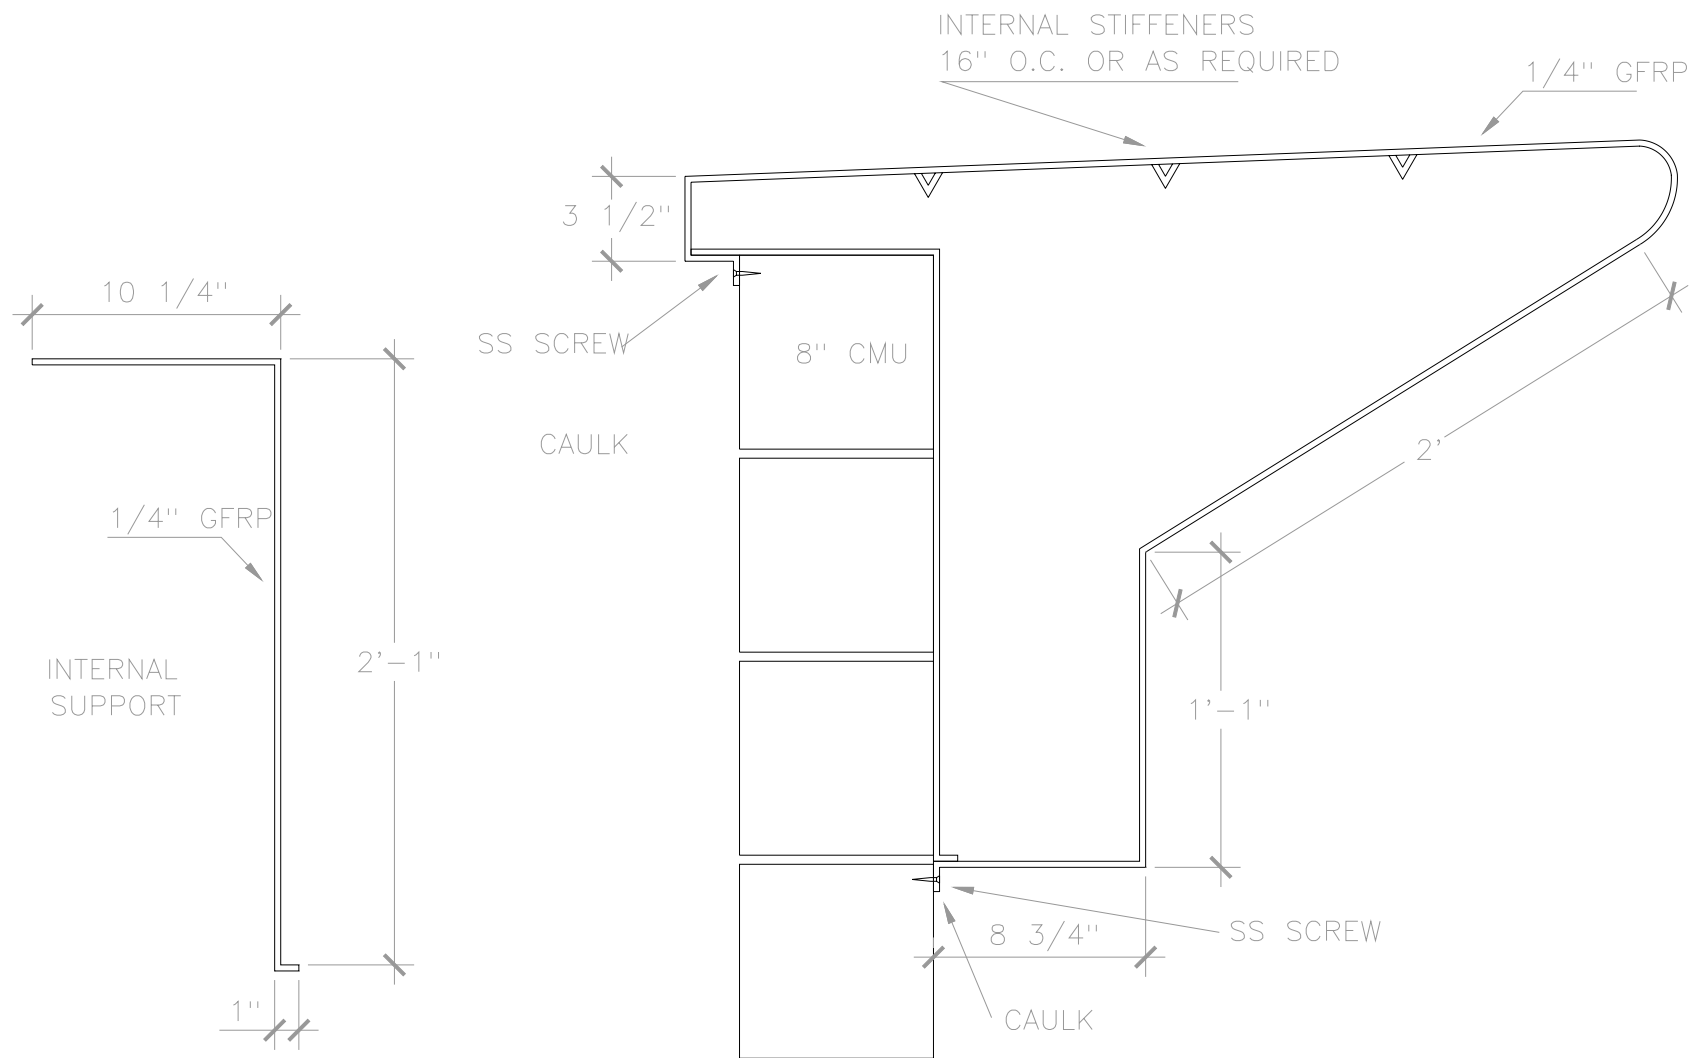 INTERNAL STIFFENERS
16" O.C. OR AS REQUIRED
1/4" GFRP
3 1/2"
10 1/4"
SS SCREW
8" CMU
CAULK
2'
1/4" GFRP
INTERNAL
SUPPORT
2'-1"
1'-1"
8 3/4"
SS SCREW
1"
CAULK